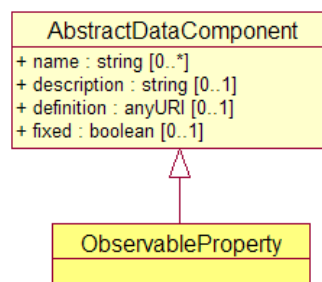 AbstractDataComponent
+ name : string [0..*]
+ description : string [0..1]
+ definition : anyURI [0..1]
+ fixed : boolean [0..1]
ObservableProperty